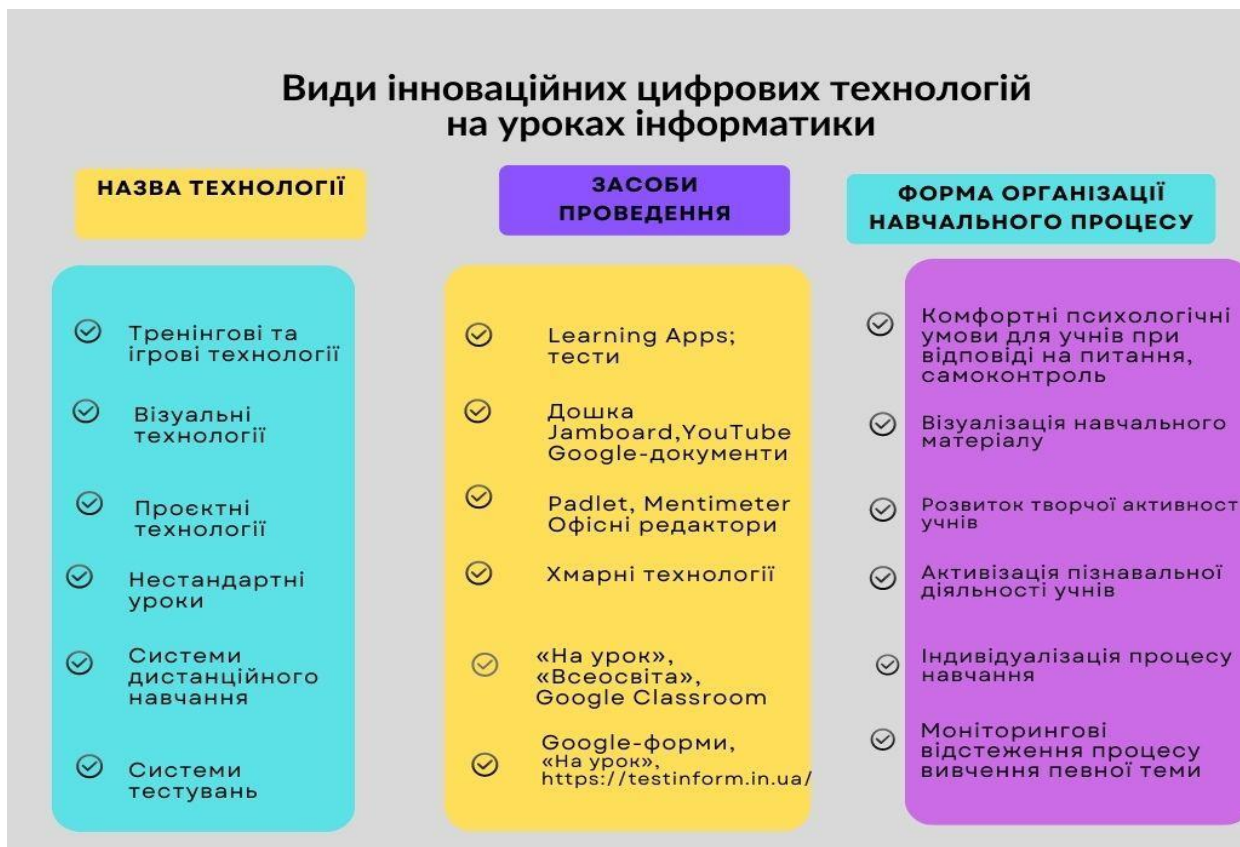 Види інноваційних цифрових технологій
на уроках інформатики
НАЗВА ТЕХНОЛОГІЇ
Тренінгові та
ігрові технології
Візуальні
технології
Проєктні
технології
Нестандартні
уроки
Системи
дистанційного
навчання
Системи
тестувань
ЗАСОБИ
ПРОВЕДЕННЯ
Learning Apps;
тести
Дошка
Jamboard,YouTube
Google-документи
Padlet, Mentimeter
Офісні редактори
Хмарні технології
«На урок»,
«Всеосвіта»,
Google Classroom
Google-форми,
«На урок»,
https://testinform.in.ua/
ФОРМА ОРГАНІЗАЦІЇ
НАВЧАЛЬНОГО ПРОЦЕСУ
Комфортні психологічні
умови для учнів при
відповіді на питання,
самоконтроль
Візуалізація навчального
матеріалу
Розвиток творчої активност
учнів
Активізація пізнавальної
діяльності учнів
Індивідуалізація процесу
навчання
Моніторингові
відстеження процесу
вивчення певної теми